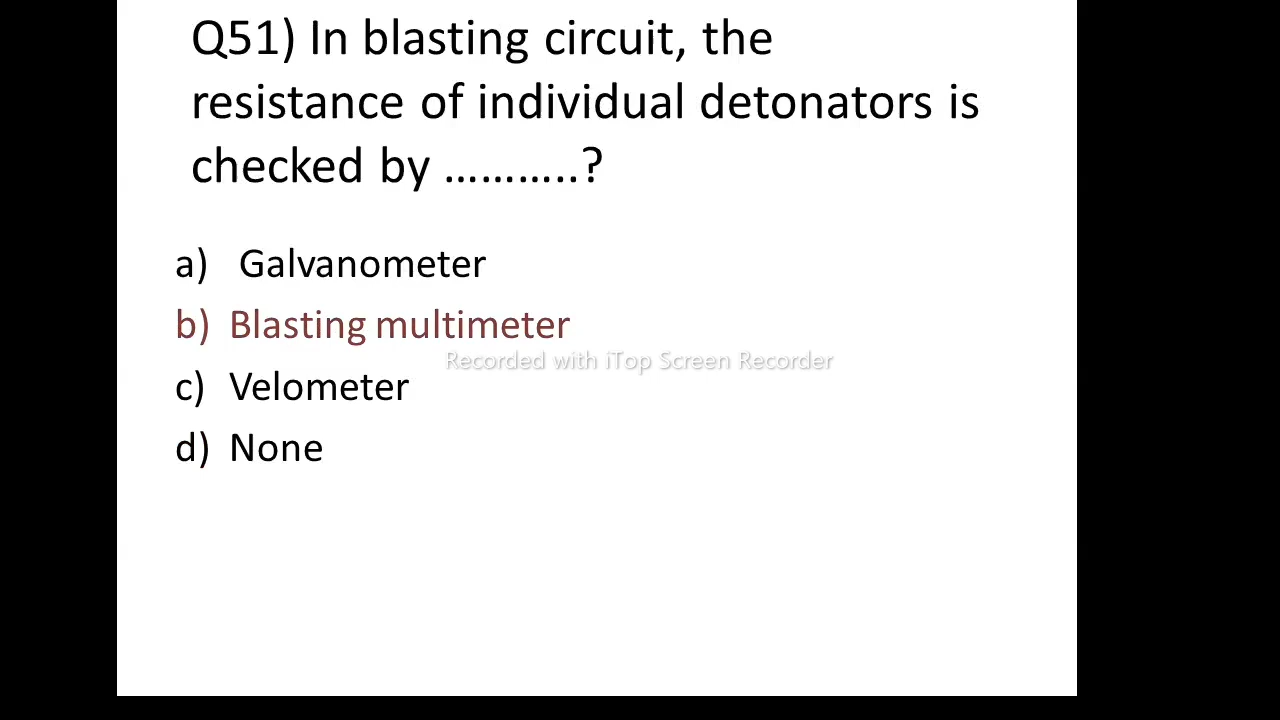 Q51) In blasting circuit, the
resistance of individual detonators is
checked by ………..?
a) Galvanometer
b) Blasting multimeter
Recorded with iTop Screen Recorder
c) Velometer
d) None